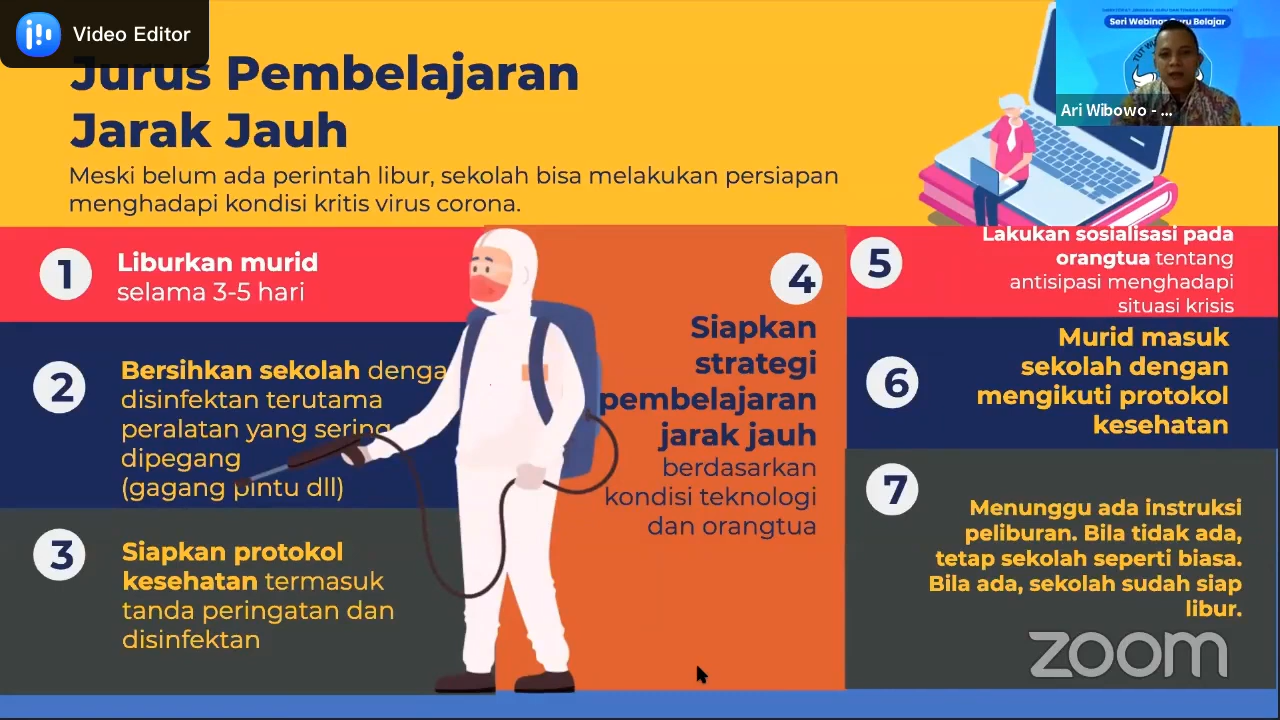 Video Editor
Seri Webinar Guru Belajar
Ari Wibowo - ...
Jurus Pembelajaran
Jarak Jauh
Meski belum ada perintah libur, sekolah bisa melakukan persiapan
menghadapi kondisi kritis virus corona.
1
Liburkan murid
selama 3-5 hari
2
Bersihkan sekolah denga
disinfektan terutama
peralatan yang sering
dipegang
(gagang pintu dll)
3
Siapkan protokol
kesehatan termasuk
tanda peringatan dan
disinfektan
4
Siapkan
strategi
pembelajaran
jarak jauh
berdasarkan
kondisi teknologi
dan orangtua
5
Lakukan sosialisasi pada
orangtua tentang
antisipasi menghadapi
situasi krisis
6
Murid masuk
sekolah dengan
mengikuti protokol
kesehatan
7
Menunggu ada instruksi
peliburan. Bila tidak ada,
tetap sekolah seperti biasa.
Bila ada, sekolah sudah siap
libur.
zoom